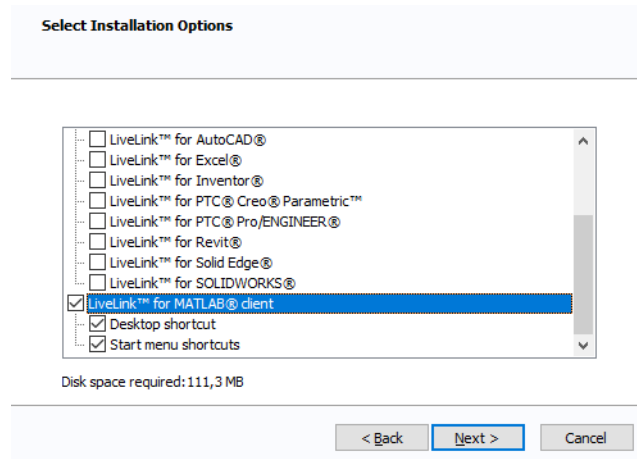 Select Installation Options
LiveLink™ for AutoCAD®
LiveLink™ for Excel®
LiveLink™ for Inventor®
LiveLink™ for PTC® Creo® Parametric™
LiveLink™ for PTC® Pro/ENGINEER®
LiveLink™ for Revit®
LiveLink™ for Solid Edge®
LiveLink™ for SOLIDWORKS®
LiveLink™ for MATLAB® client
Desktop shortcut
Start menu shortcuts
Disk space required:111,3 MB
< Back Next > Cancel